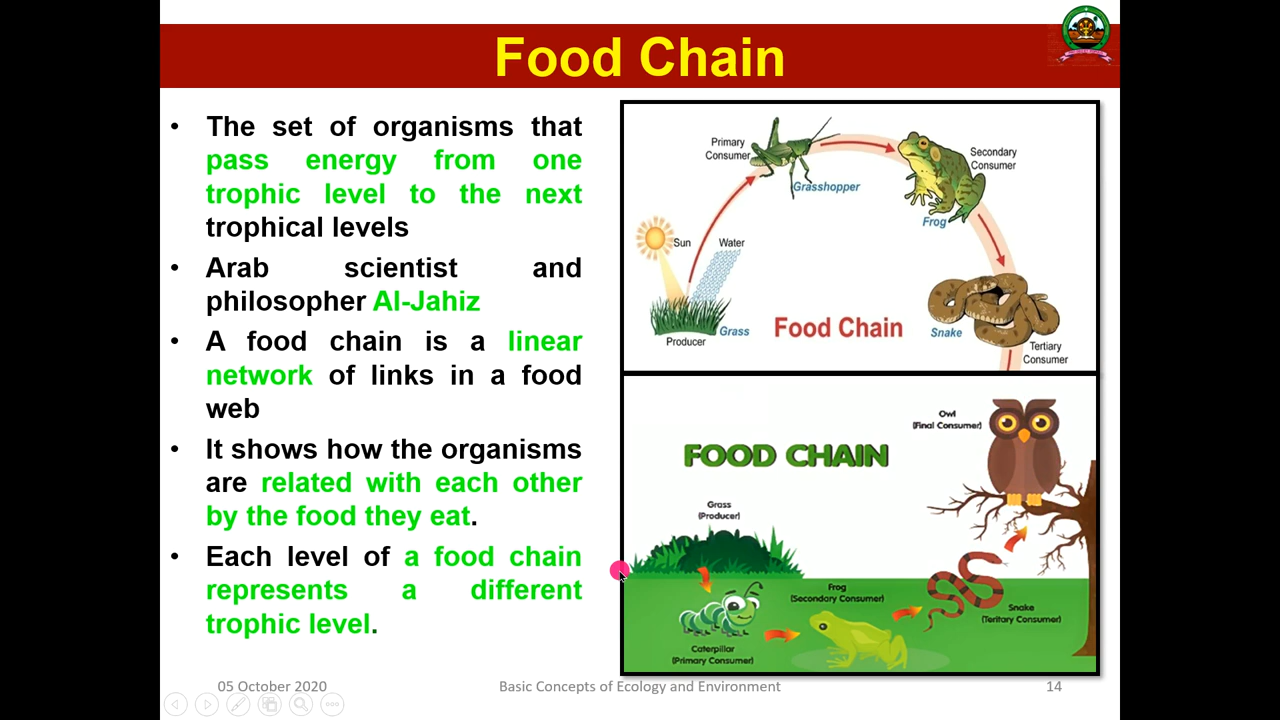 Food Chain
• The set of organisms that
pass energy from one
trophic level to the next
trophical levels
• Arab scientist and
philosopher Al-Jahiz
• A food chain is a linear
network of links in a food
web
• It shows how the organisms
are related with each other
by the food they eat.
• Each level of a food chain
represents a different
trophic level.
Primary
Consumer
Grasshopper
Secondary
Consumer
Frog
Sun
Water
Grass
Producer
Food Chain
Snake
Tertiary
Consumer
Owl
(Final Consumer)
FOOD CHAIN
Grass
(Producer)
Frog
(Secondary Consumer)
Snake
(Teritary Consumer)
Caterpillar
(Primary Consumer)
05 October 2020
Basic Concepts of Ecology and Environment
14